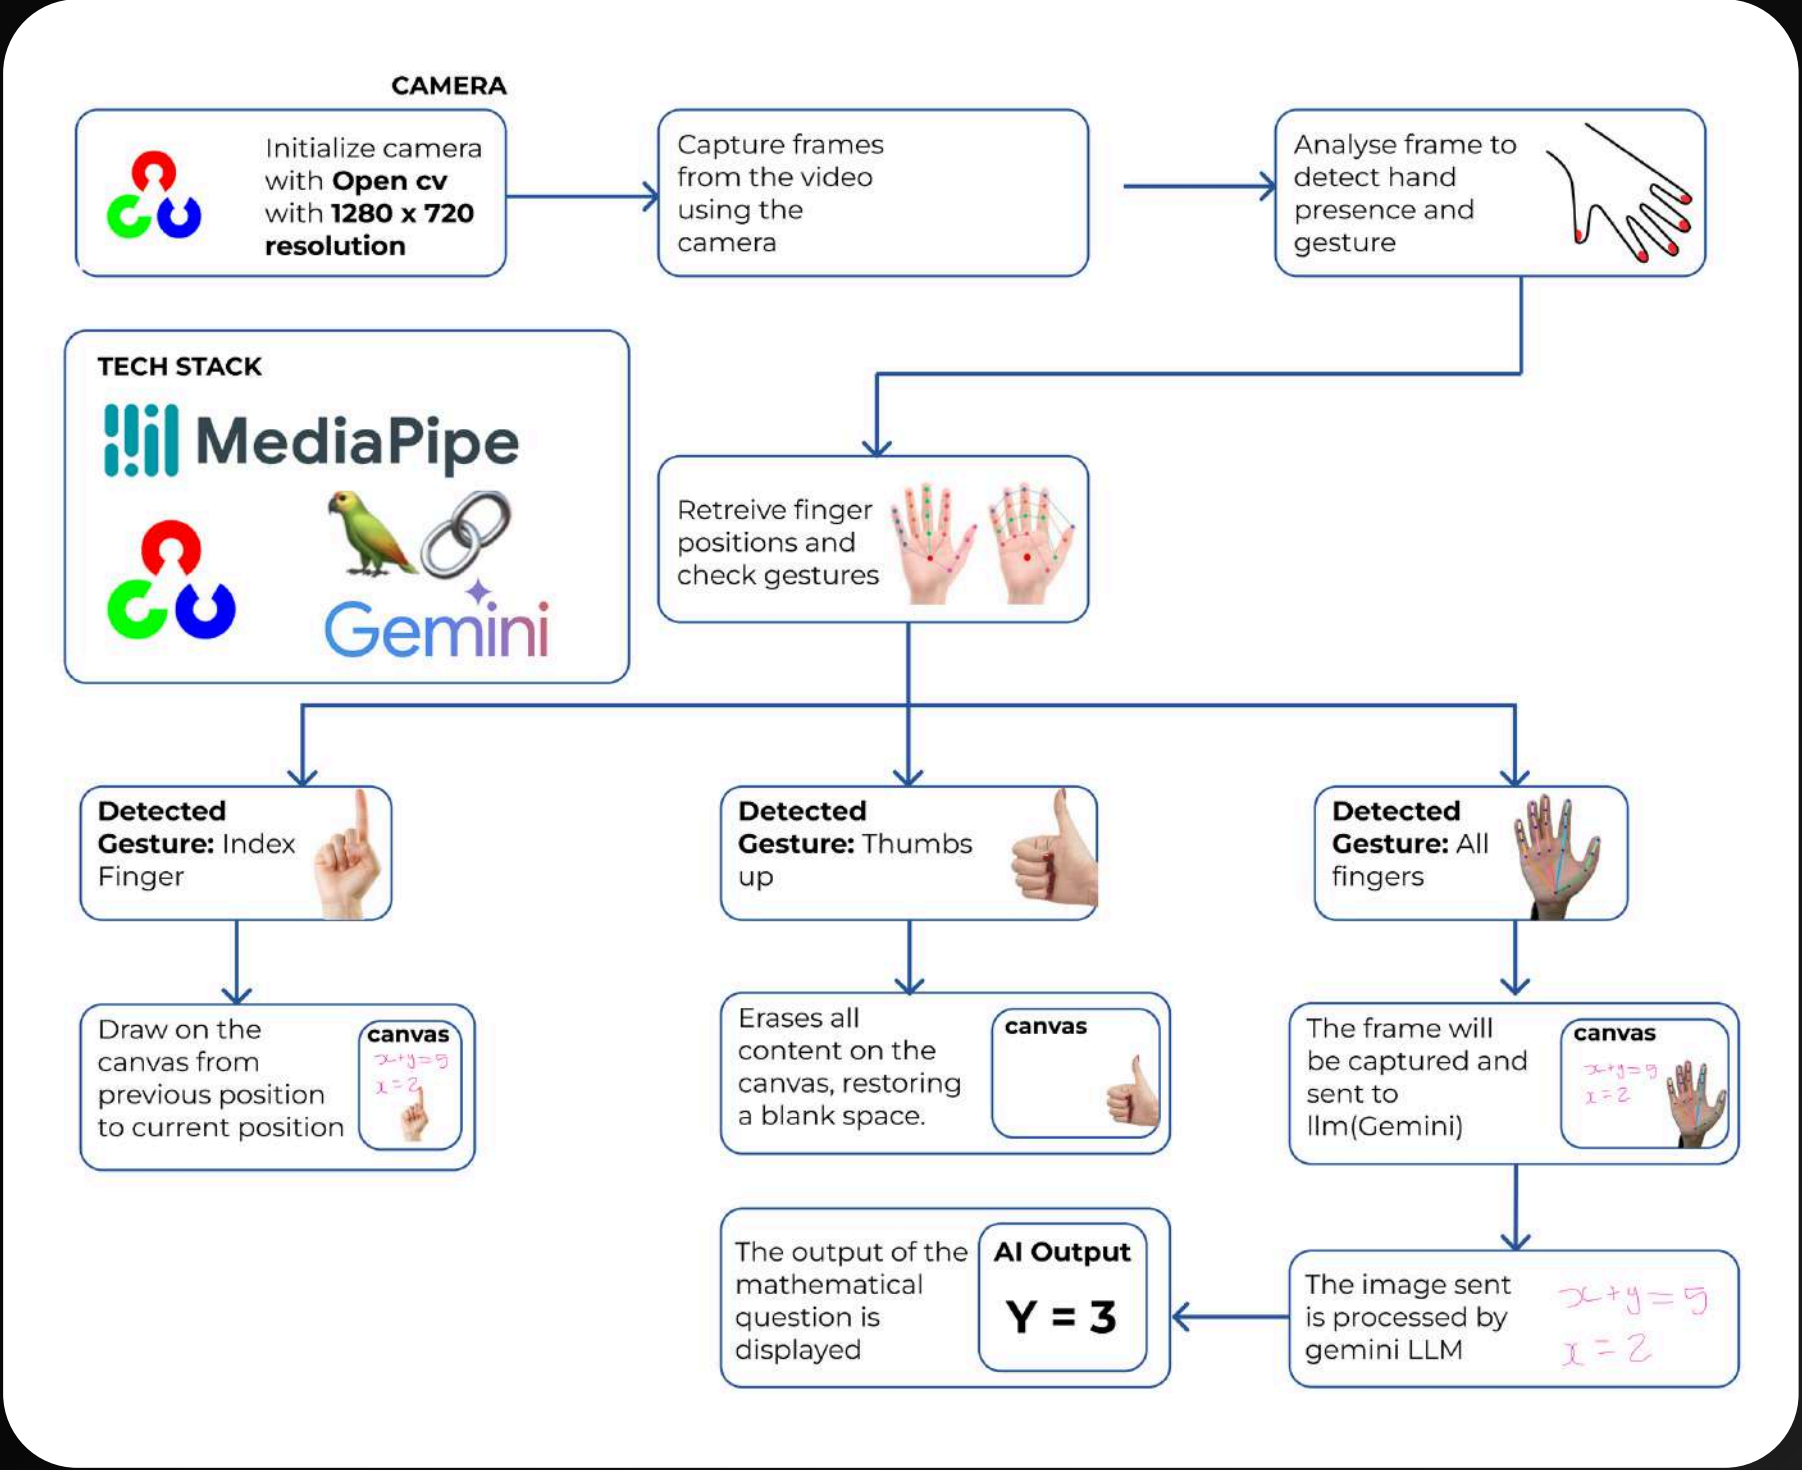 CAMERA
Initialize camera
with Open cv
with 1280 x 720
resolution
Capture frames
from the video
using the
camera
Analyse frame to
detect hand
presence and
gesture
TECH STACK
MediaPipe
Gemini
Retreive finger
positions and
check gestures
Detected
Gesture: Index
Finger
Detected
Gesture: Thumbs
up
Detected
Gesture: All
fingers
Draw on the
canvas from
previous position
to current position
canvas
x+y=5
x=2
Erases all
content on the
canvas, restoring
a blank space.
canvas
The frame will
be captured and
sent to
llm(Gemini)
canvas
x+y=5
x=2
The output of the
mathematical
question is
displayed
AI Output
Y = 3
The image sent
is processed by
gemini LLM
x+y=5
x=2